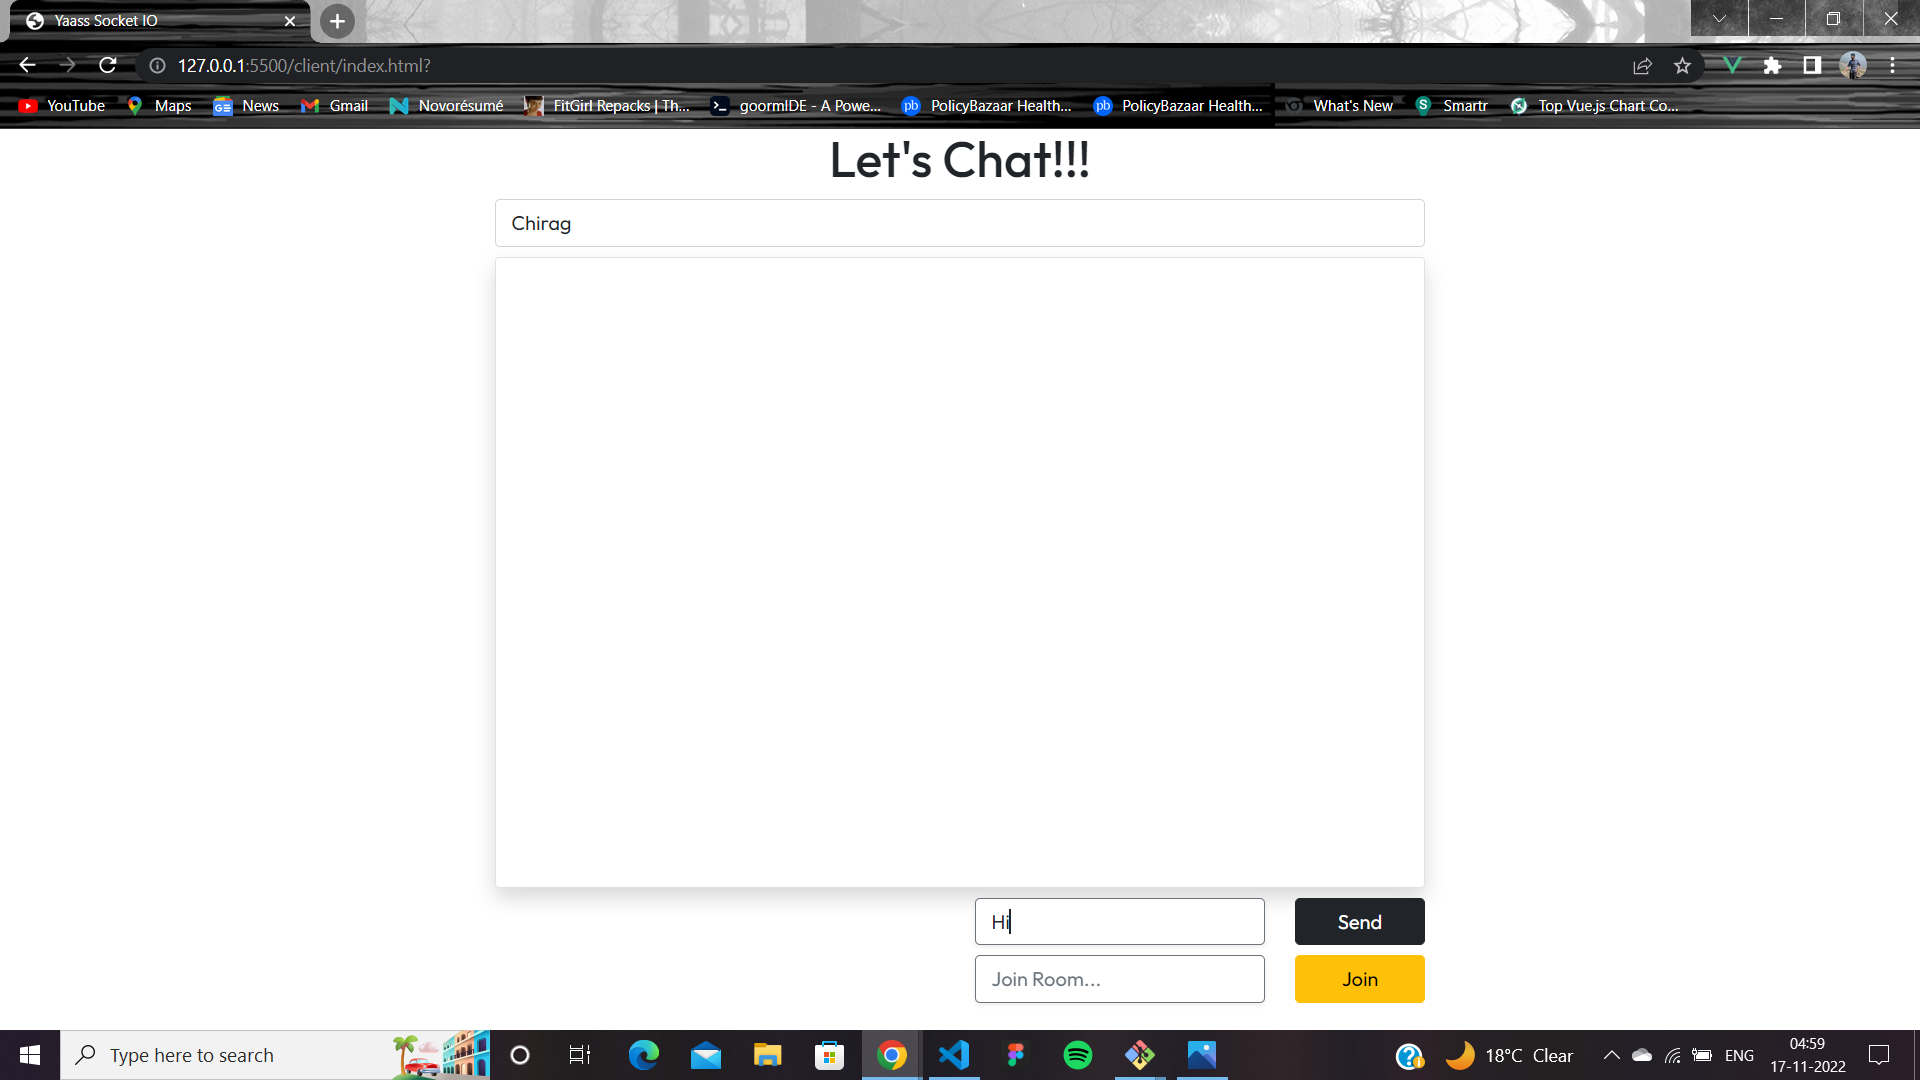 Yaass Socket IO
127.0.0.1:5500/client/index.html?
YouTube Maps News Gmail Novorésumé FitGirl Repacks | Th... goormIDE - A Powe... PolicyBazaar Health... PolicyBazaar Health... What's New Smartr Top Vue.js Chart Co...
Let's Chat!!!
Chirag
Hi Send
Join Room... Join
Type here to search
18°C Clear
ENG
04:59
17-11-2022